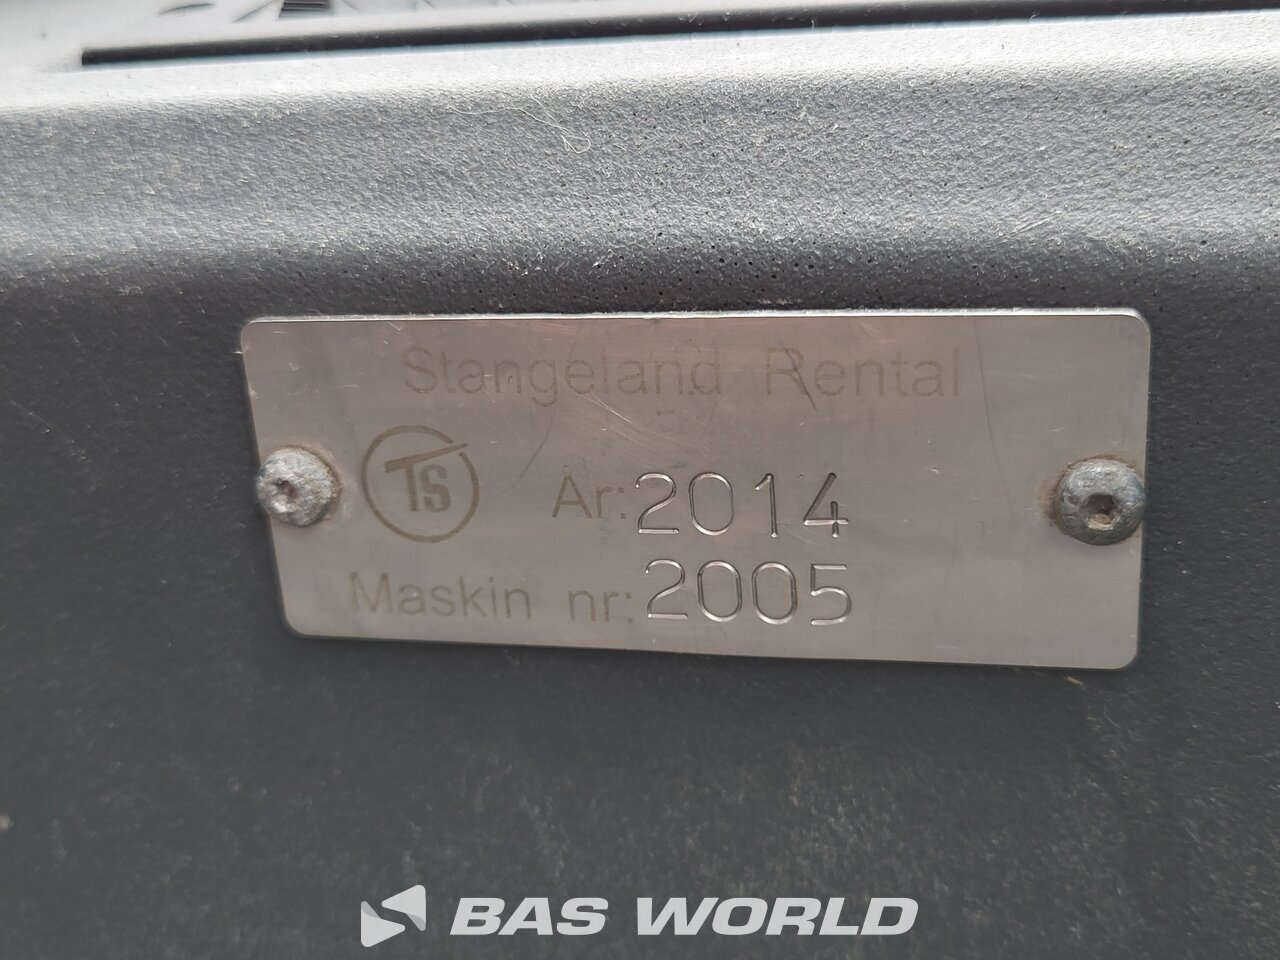 Stangeland Rental
TS
År: 2014
Maskin nr: 2005
BAS WORLD